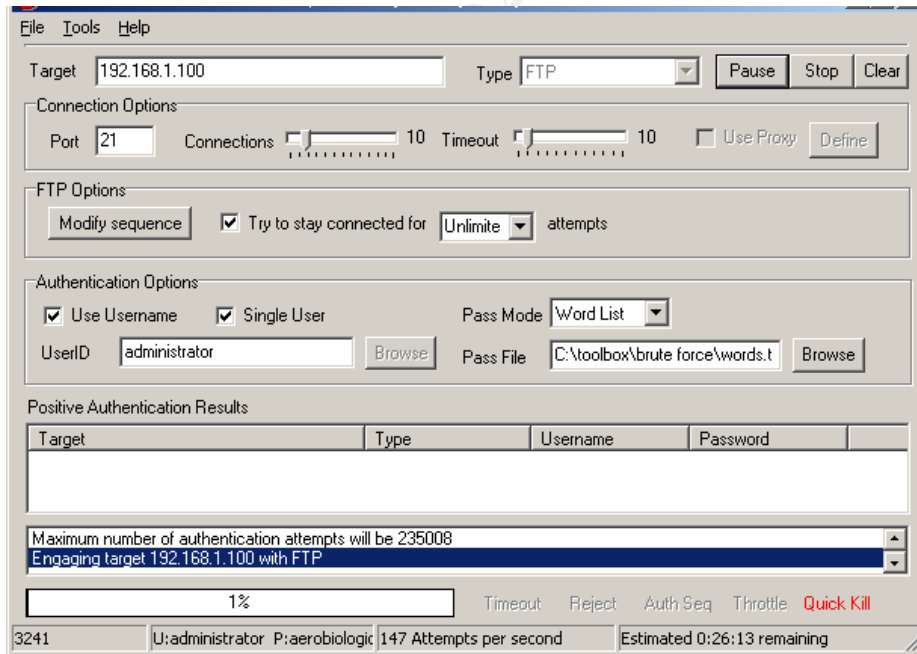 File Tools Help
Target 192.168.1.100 Type FTP Pause Stop Clear
Connection Options
Port 21 Connections 10 Timeout 10 Use Proxy Define
FTP Options
Modify sequence Try to stay connected for Unlimite attempts
Authentication Options
Use Username Single User Pass Mode Word List
UserID administrator Browse Pass File C:\toolbox\brute force\words.t Browse
Positive Authentication Results
Target Type Username Password
Maximum number of authentication attempts will be 235008
Engaging target 192.168.1.100 with FTP
1% Timeout Reject Auth Seq Throttle Quick Kill
3241 U:administrator P:aerobiologic 147 Attempts per second Estimated 0:26:13 remaining